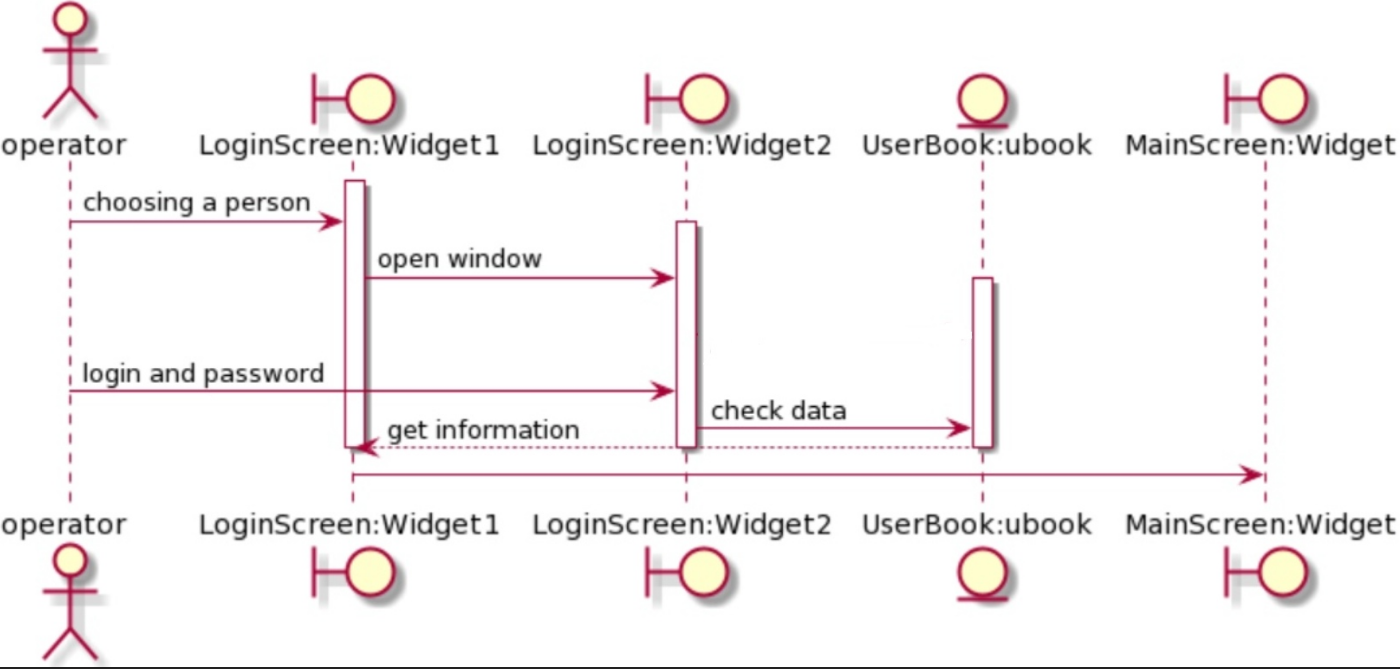 operator LoginScreen:Widget1 LoginScreen:Widget2 UserBook:ubook MainScreen:Widget
choosing a person
open window
login and password
check data
get information
operator LoginScreen:Widget1 LoginScreen:Widget2 UserBook:ubook MainScreen:Widget